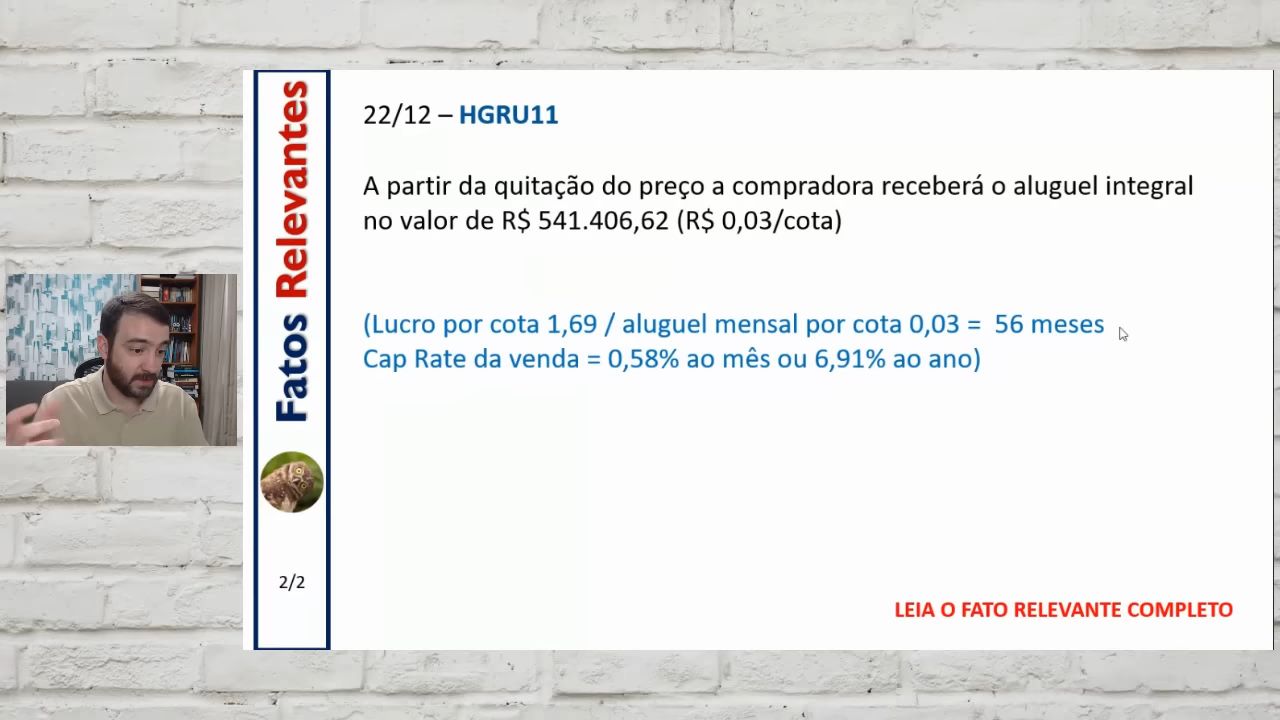 Fatos Relevantes
22/12 – HGRU11
A partir da quitação do preço a compradora receberá o aluguel integral
no valor de R$ 541.406,62 (R$ 0,03/cota)
(Lucro por cota 1,69 / aluguel mensal por cota 0,03 = 56 meses
Cap Rate da venda = 0,58% ao mês ou 6,91% ao ano)
2/2
LEIA O FATO RELEVANTE COMPLETO